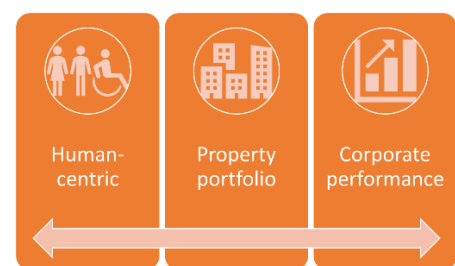 Human-
centric
Property
portfolio
Corporate
performance